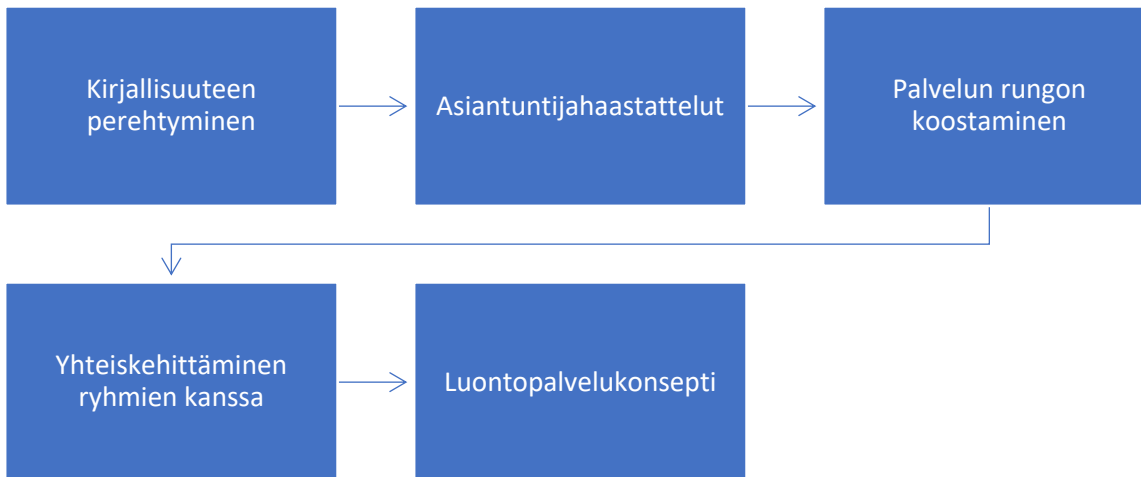 Kirjallisuuteen
perehtyminen
Asiantuntijahaastattelut
Palvelun rungon
koostaminen
Yhteiskehittäminen
ryhmien kanssa
Luontopalvelukonsepti